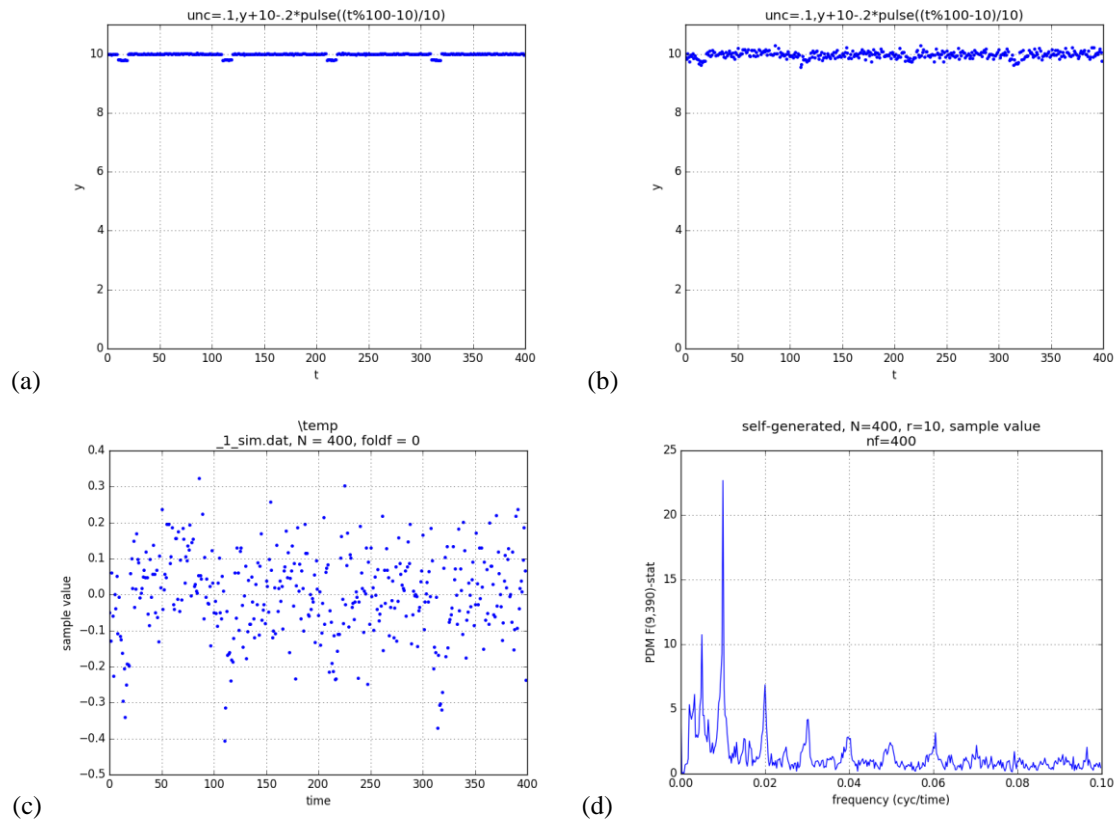 unc=.1,y+10-.2*pulse((t%100-10)/10)
10
8
6
4
2
0
y
0 50 100 150 200 250 300 350 400
t
(a)
unc=.1,y+10-.2*pulse((t%100-10)/10)
10
8
6
4
2
0
y
0 50 100 150 200 250 300 350 400
t
(b)
\temp
_1_sim.dat, N = 400, foldf = 0
0.4
0.3
0.2
0.1
0.0
−0.1
−0.2
−0.3
−0.4
−0.5
sample value
0 50 100 150 200 250 300 350 400
time
(c)
self-generated, N=400, r=10, sample value
nf=400
25
20
15
10
5
0
PDM F(9,390)-stat
0.00 0.02 0.04 0.06 0.08 0.10
frequency (cyc/time)
(d)